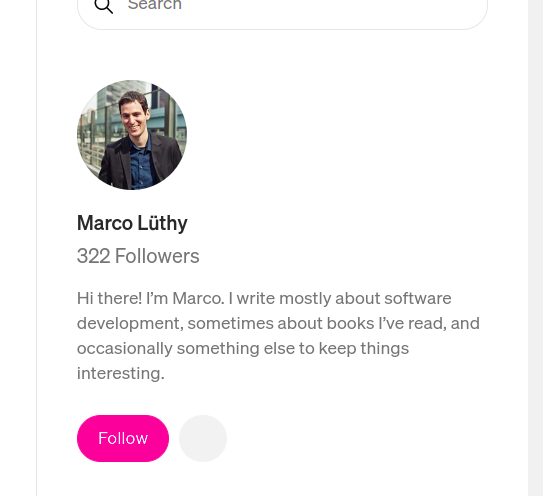 Search
Marco Lüthy
322 Followers
Hi there! I’m Marco. I write mostly about software
development, sometimes about books I’ve read, and
occasionally something else to keep things
interesting.
Follow